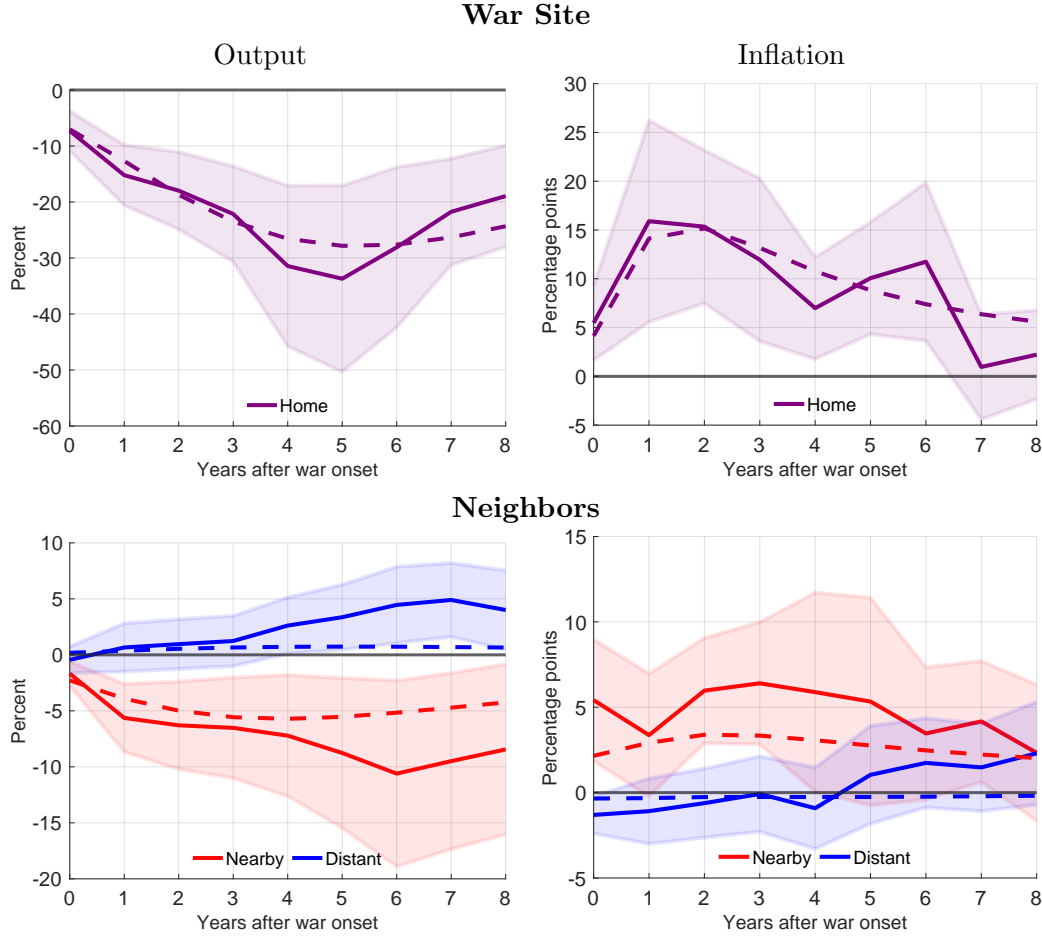 War Site
Output
Inflation
0
-10
-20
-30
-40
-50
-60
Percent
Home
0 1 2 3 4 5 6 7 8
Years after war onset
30
25
20
15
10
5
0
-5
Percentage points
Home
0 1 2 3 4 5 6 7 8
Years after war onset
Neighbors
10
5
0
-5
-10
-15
-20
Percent
Nearby Distant
0 1 2 3 4 5 6 7 8
Years after war onset
15
10
5
0
-5
Percentage points
Nearby Distant
0 1 2 3 4 5 6 7 8
Years after war onset